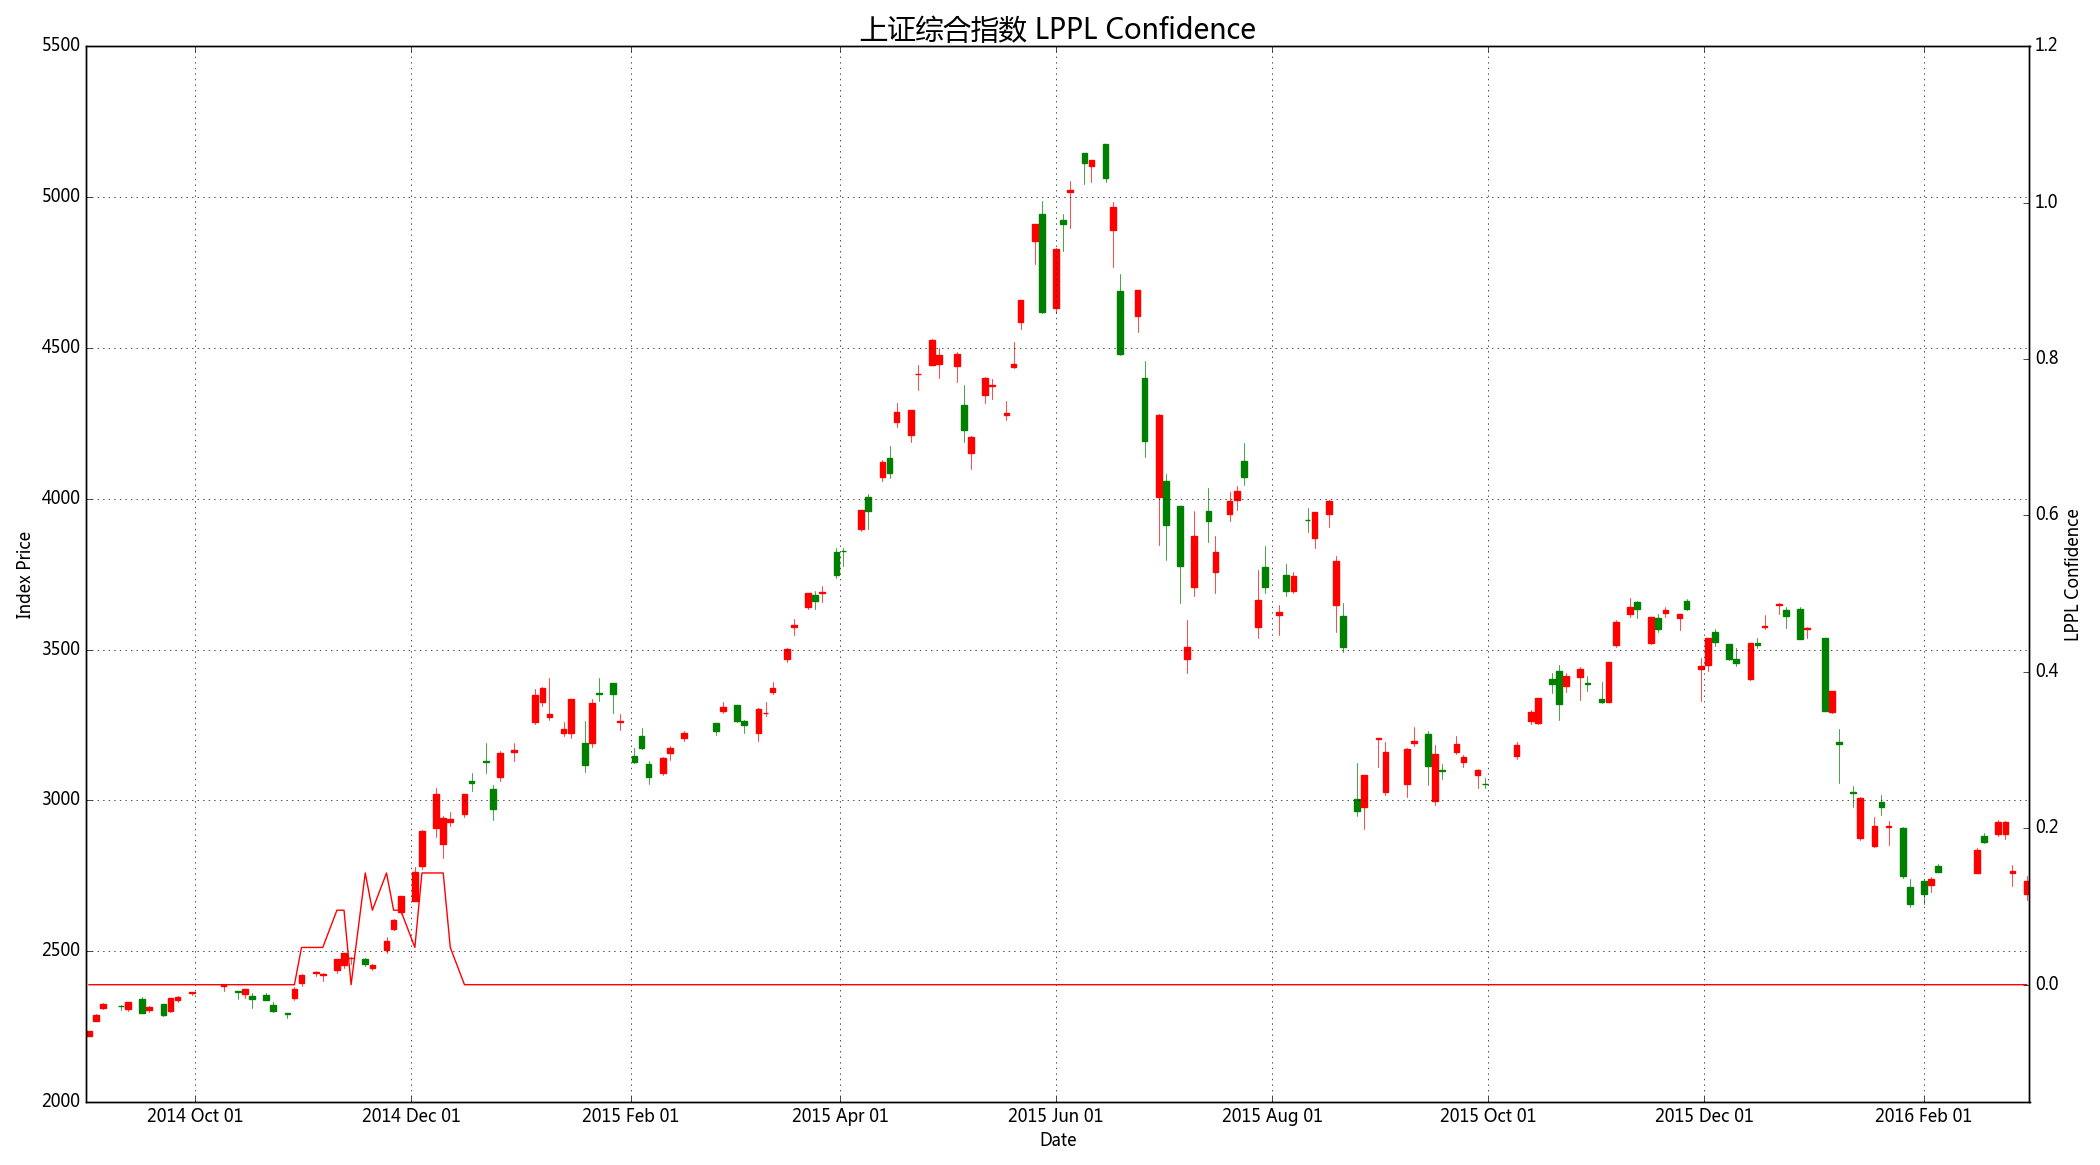 上证综合指数 LPPL Confidence
5500
5000
4500
4000
3500
3000
2500
2000
Index Price
1.2
1.0
0.8
0.6
0.4
0.2
0.0
LPPL Confidence
2014 Oct 01
2014 Dec 01
2015 Feb 01
2015 Apr 01
2015 Jun 01
2015 Aug 01
2015 Oct 01
2015 Dec 01
2016 Feb 01
Date